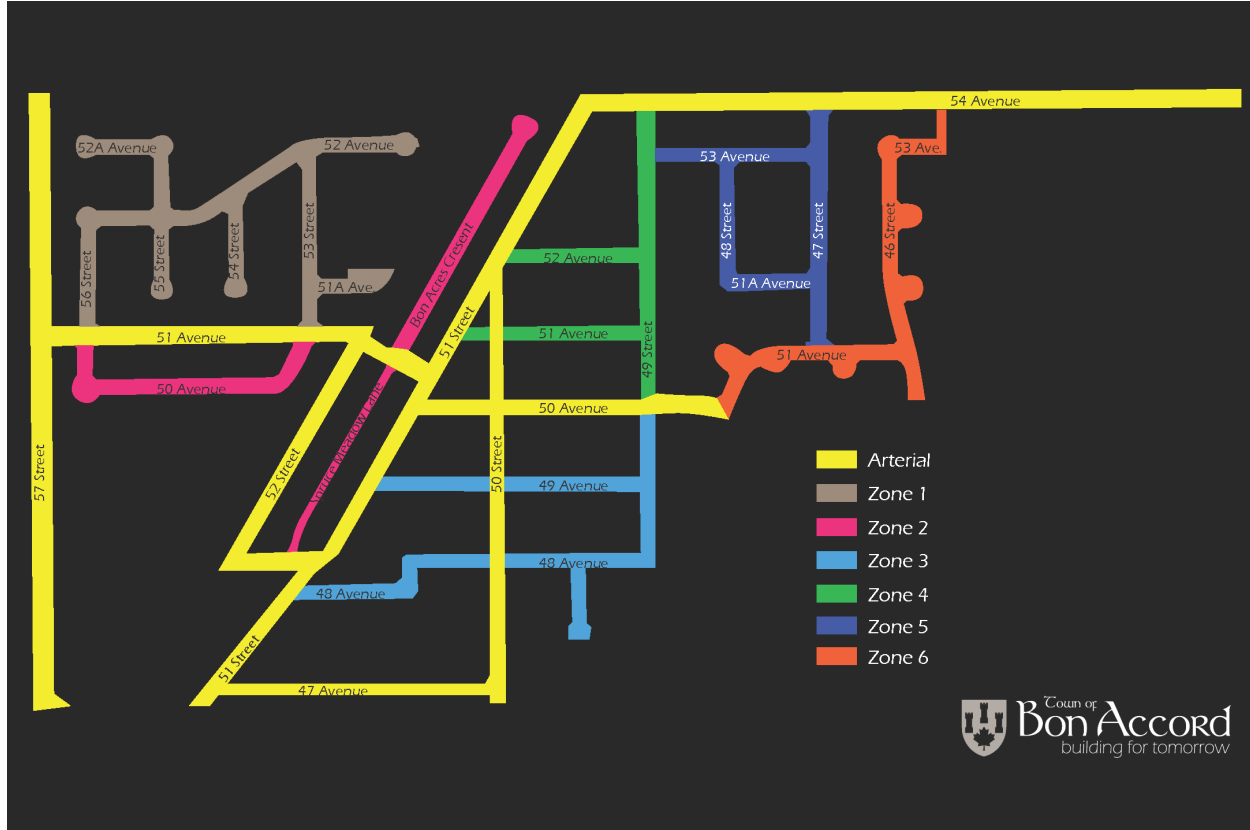 54 Avenue
52A Avenue
52 Avenue
53 Avenue
53 Ave.
56 Street
55 Street
54 Street
53 Street
51A Ave.
Bon Acres Cresent
52 Avenue
48 Street
47 Street
46 Street
51A Avenue
51 Avenue
51 Street
51 Avenue
49 Street
51 Avenue
50 Avenue
Spruce Meadow Lane
50 Avenue
57 Street
52 Street
50 Street
49 Avenue
48 Avenue
48 Avenue
51 Street
47 Avenue
Arterial
Zone 1
Zone 2
Zone 3
Zone 4
Zone 5
Zone 6
Town of
Bon Accord
building for tomorrow